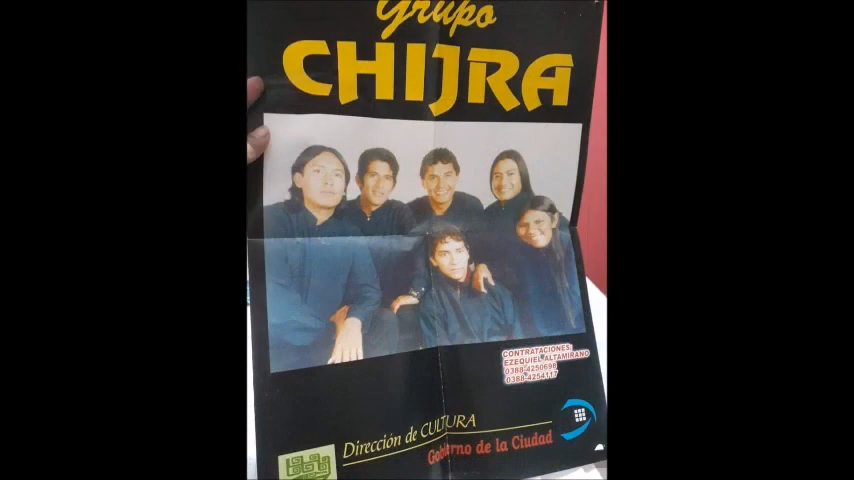 Grupo
CHIJRA
CONTRATACIONES:
EZEQUIEL ALTAMIRANO
0388-4250698
0388-4254117
Dirección de CULTURA
Gobierno de la Ciudad